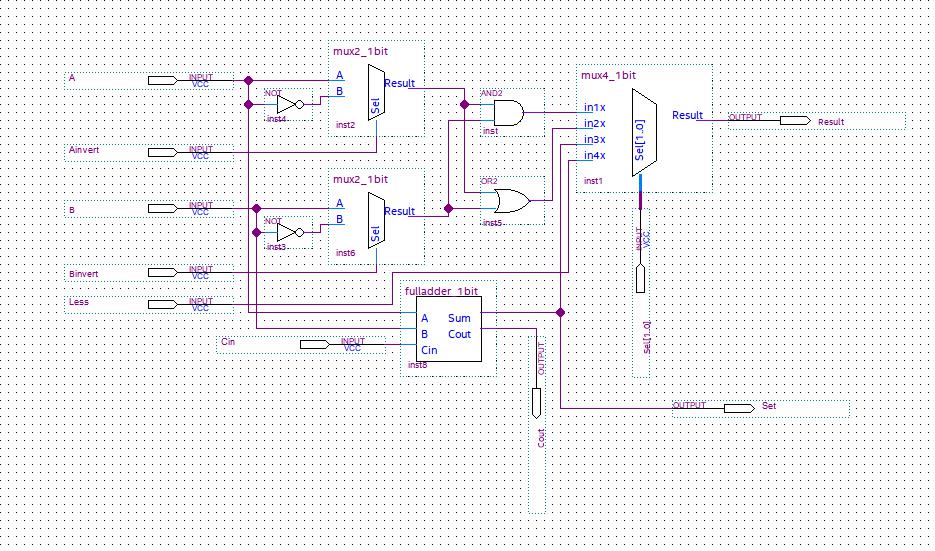 mux2_1bit
A
INPUT
VCC
A
B
Result
Sel
NOT
inst4
inst2
Ainvert
INPUT
VCC
AND2
inst
mux4_1bit
in1x
in2x
in3x
in4x
Sel[1..0]
Result
inst1
OUTPUT
Result
mux2_1bit
B
INPUT
VCC
A
B
Result
Sel
NOT
inst3
inst6
OR2
inst5
Binvert
INPUT
VCC
INPUT
VCC
Sel[1..0]
Less
INPUT
VCC
fulladder_1bit
A
B
Cin
Sum
Cout
inst8
Cin
INPUT
VCC
OUTPUT
Cout
OUTPUT
Set